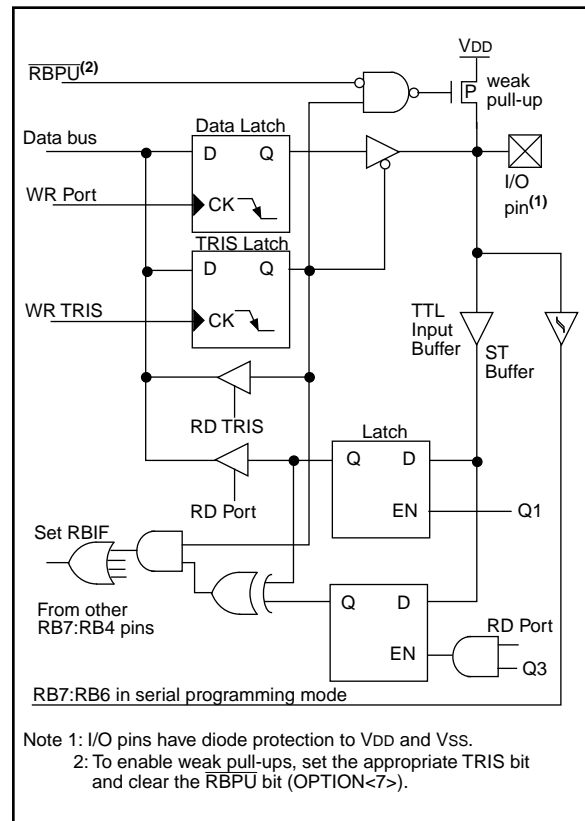 VDD
RBPU(2)
P
weak
pull-up
Data bus
Data Latch
D Q
WR Port
CK
I/O
pin(1)
TRIS Latch
D Q
WR TRIS
CK
TTL
Input
Buffer
ST
Buffer
RD TRIS
Latch
Q D
RD Port
EN
Q1
Set RBIF
From other
RB7:RB4 pins
Q D
RD Port
EN
Q3
RB7:RB6 in serial programming mode
Note 1: I/O pins have diode protection to VDD and VSS.
2: To enable weak pull-ups, set the appropriate TRIS bit
and clear the RBPU bit (OPTION<7>).